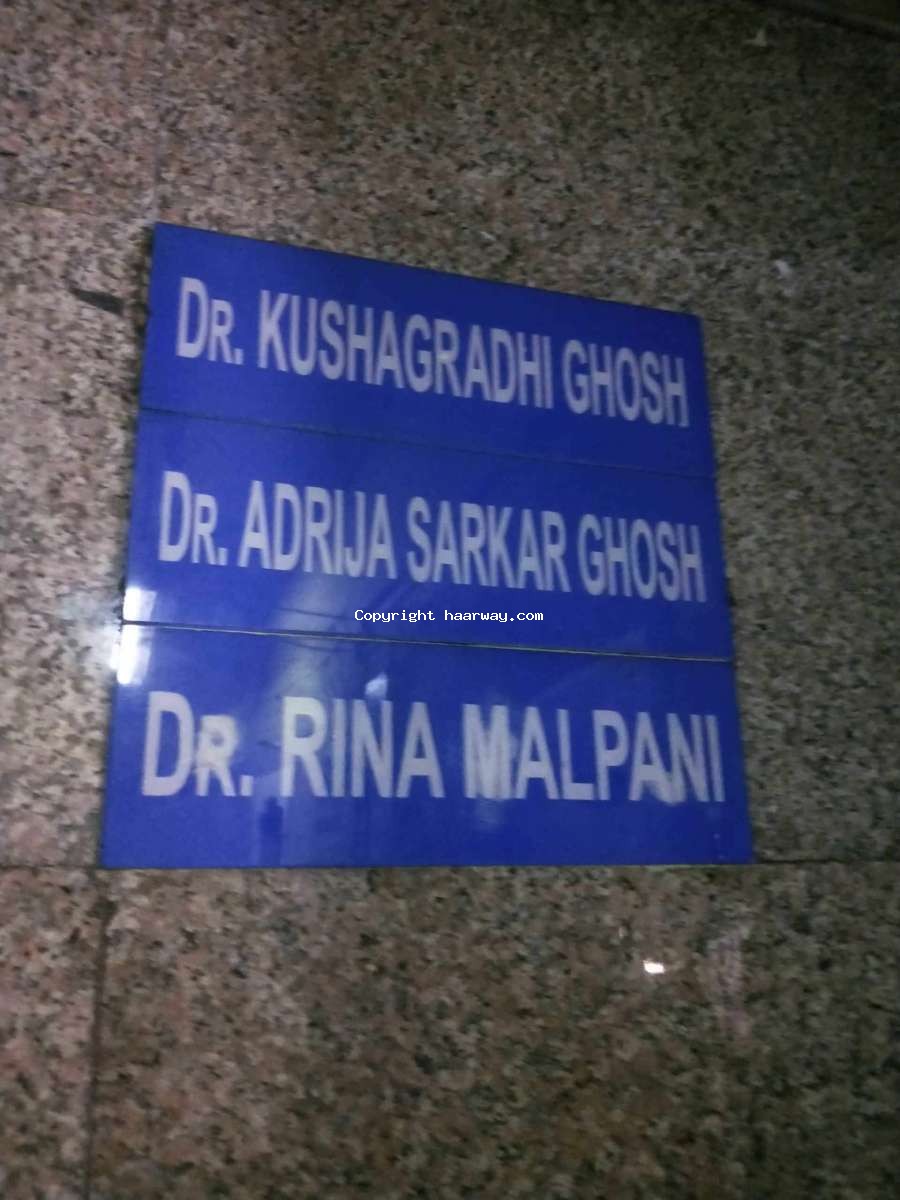 DR. KUSHAGRADHI GHOSH
DR. ADRIJA SARKAR GHOSH
Copyright haarway.com
DR. RINA MALPANI